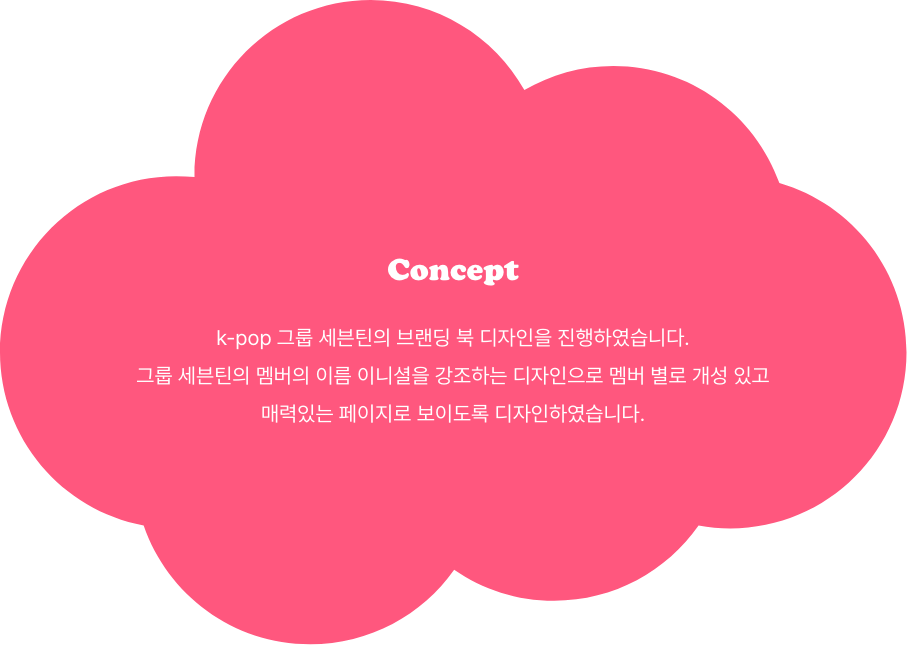 Concept
k-pop 그룹 세븐틴의 브랜딩 북 디자인을 진행하였습니다.
그룹 세븐틴의 멤버의 이름 이니셜을 강조하는 디자인으로 멤버 별로 개성 있고
매력있는 페이지로 보이도록 디자인하였습니다.